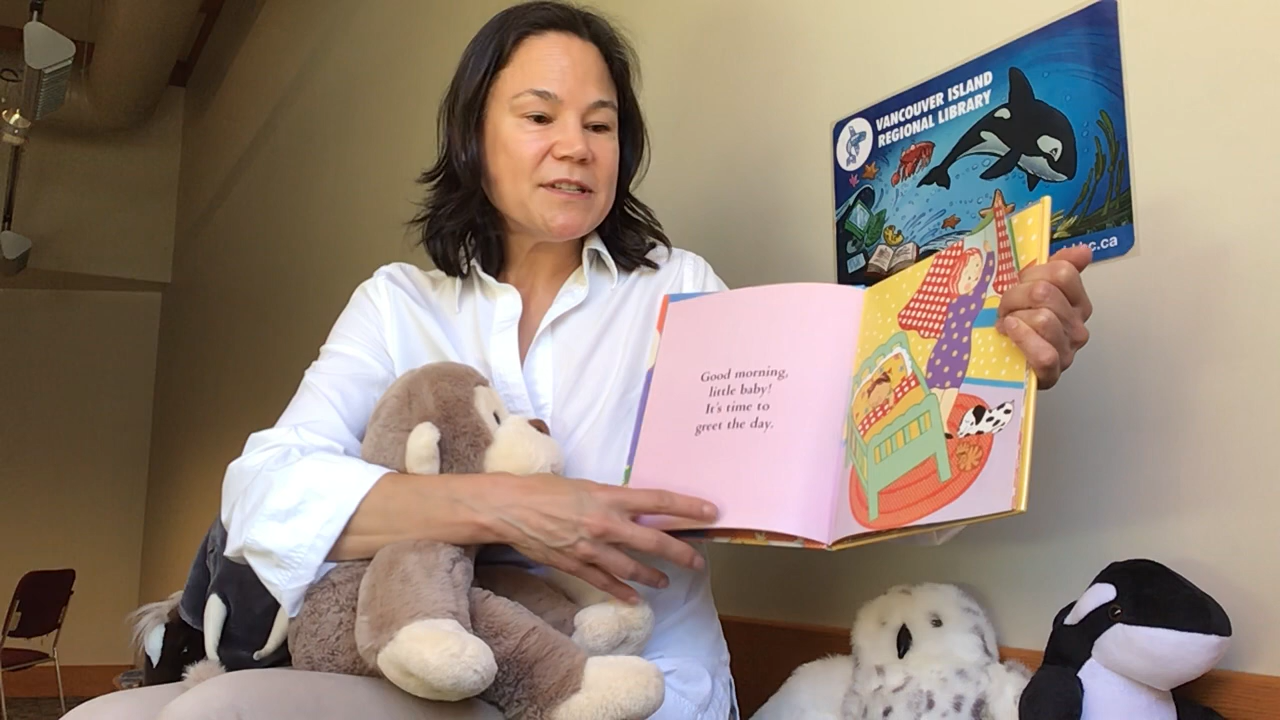 VANCOUVER ISLAND
REGIONAL LIBRARY
Good morning,
little baby!
It's time to
greet the day.